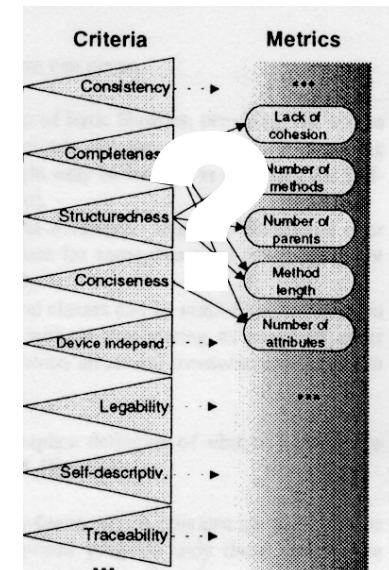 Criteria
Metrics
Consistency
Completenes
Structuredness
Conciseness
Device independ.
Legability
Self-descriptiv.
Traceability
...
...
Lack of
cohesion
Number of
methods
Number of
parents
Method
length
Number of
attributes
...
?